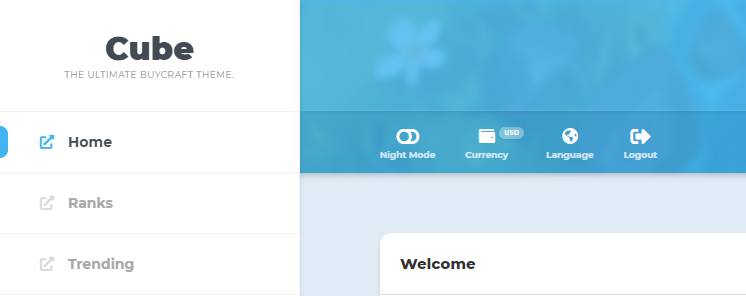 Cube
THE ULTIMATE BUYCRAFT THEME.
Home
Ranks
Trending
USD
Night Mode
Currency
Language
Logout
Welcome